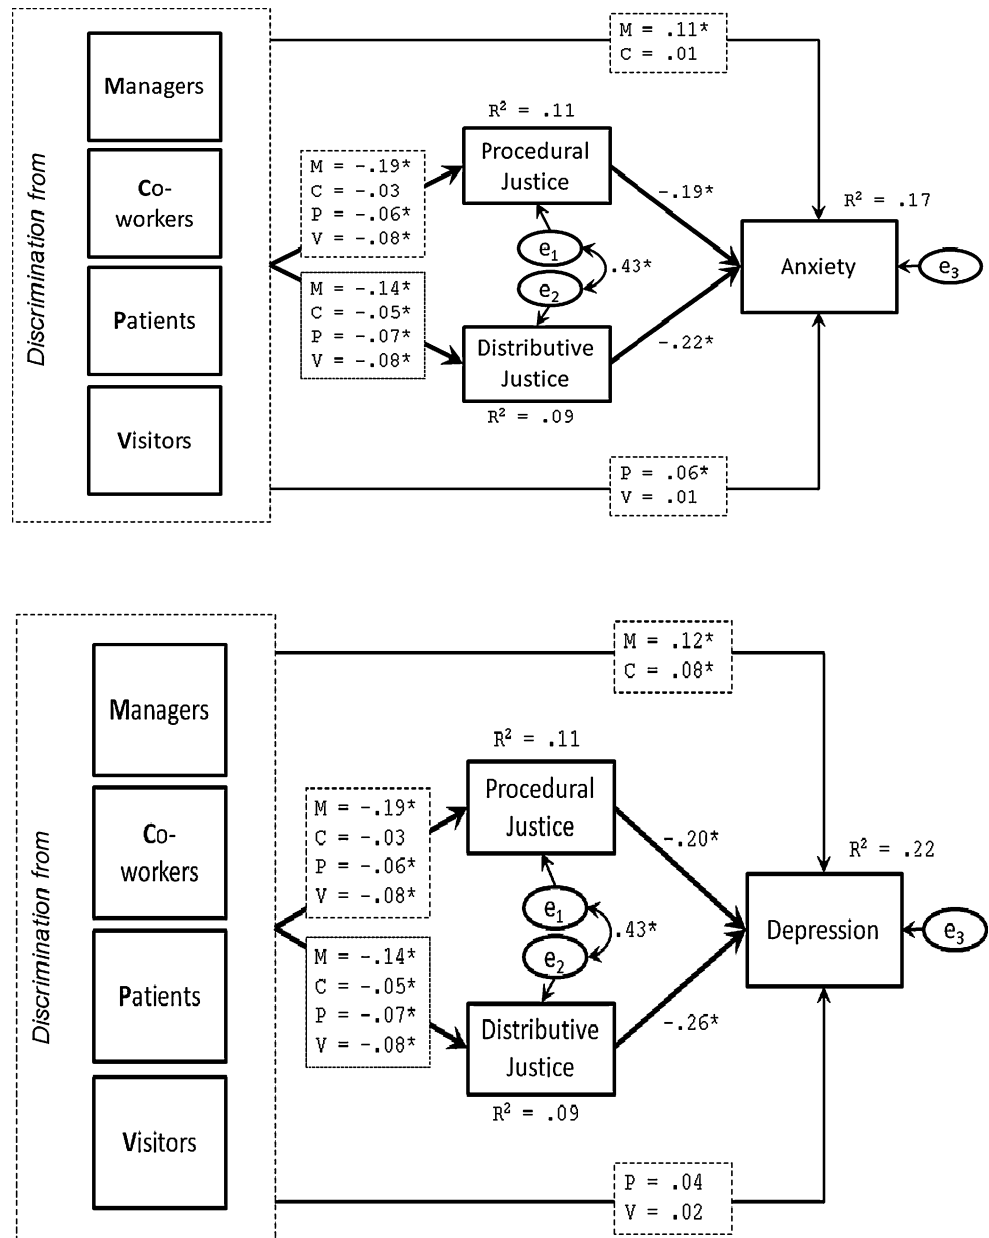 Discrimination from
Managers
Co-
workers
Patients
Visitors
M = .11*
C = .01
M = -.19*
C = -.03
P = -.06*
V = -.08*
M = -.14*
C = -.05*
P = -.07*
V = -.08*
R² = .11
Procedural
Justice
e₁
e₂
.43*
Distributive
Justice
R² = .09
-.19*
-.22*
R² = .17
Anxiety
e₃
P = .06*
V = .01
Discrimination from
Managers
Co-
workers
Patients
Visitors
M = .12*
C = .08*
M = -.19*
C = -.03
P = -.06*
V = -.08*
M = -.14*
C = -.05*
P = -.07*
V = -.08*
R² = .11
Procedural
Justice
e₁
e₂
.43*
Distributive
Justice
R² = .09
-.20*
-.26*
R² = .22
Depression
e₃
P = .04
V = .02